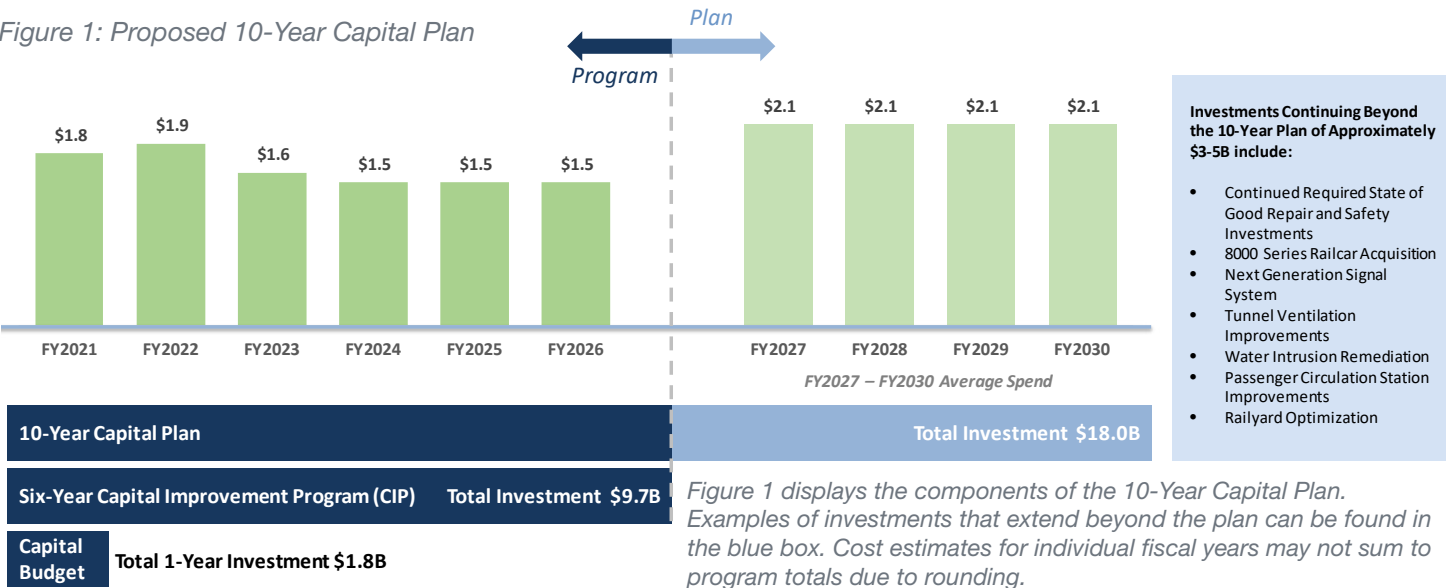 Figure 1: Proposed 10-Year Capital Plan
Plan
Program
$1.8
$1.9
$1.6
$1.5
$1.5
$1.5
$2.1
$2.1
$2.1
$2.1
FY2021
FY2022
FY2023
FY2024
FY2025
FY2026
FY2027
FY2028
FY2029
FY2030
FY2027 – FY2030 Average Spend
10-Year Capital Plan
Total Investment $18.0B
Six-Year Capital Improvement Program (CIP)
Total Investment $9.7B
Capital
Budget
Total 1-Year Investment $1.8B
Investments Continuing Beyond
the 10-Year Plan of Approximately
$3-5B include:
• Continued Required State of
Good Repair and Safety
Investments
• 8000 Series Railcar Acquisition
• Next Generation Signal
System
• Tunnel Ventilation
Improvements
• Water Intrusion Remediation
• Passenger Circulation Station
Improvements
• Railyard Optimization
Figure 1 displays the components of the 10-Year Capital Plan.
Examples of investments that extend beyond the plan can be found in
the blue box. Cost estimates for individual fiscal years may not sum to
program totals due to rounding.